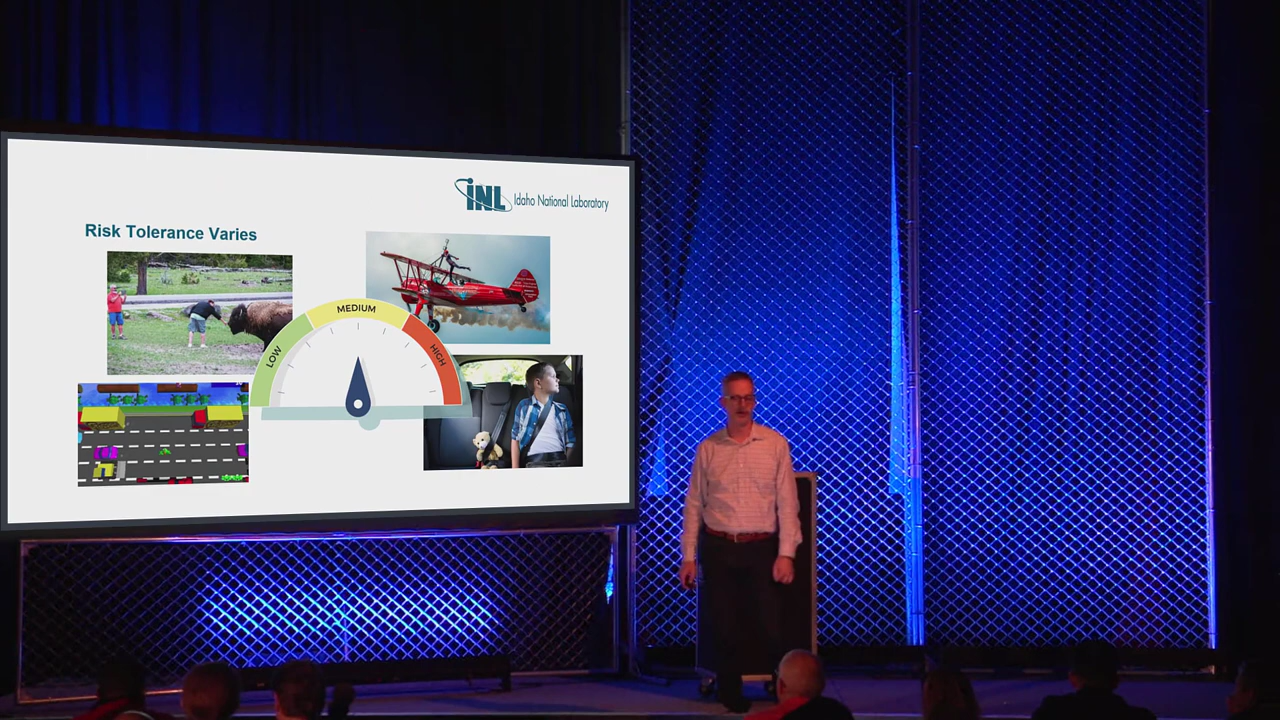 INL Idaho National Laboratory
Risk Tolerance Varies
LOW
MEDIUM
HIGH